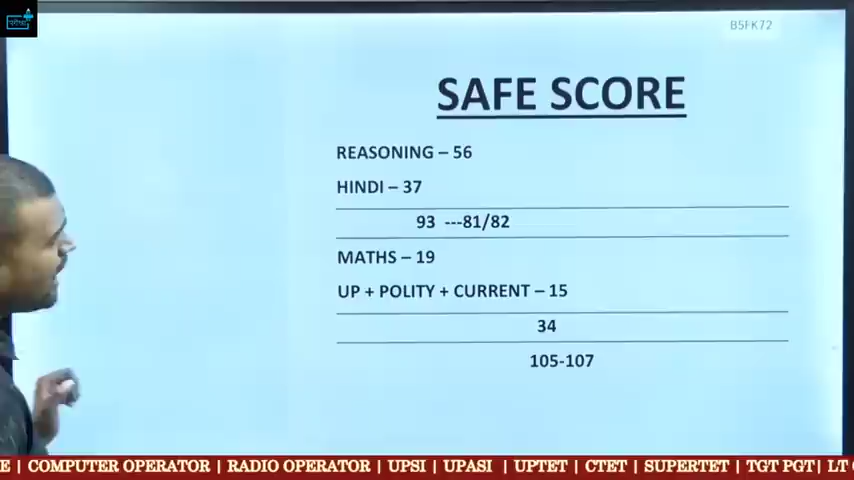 B5FK72
SAFE SCORE
REASONING – 56
HINDI – 37
93 ---81/82
MATHS – 19
UP + POLITY + CURRENT – 15
34
105-107
E | COMPUTER OPERATOR | RADIO OPERATOR | UPSI | UPASI | UPTET | CTET | SUPERTET | TGT PGT | LT